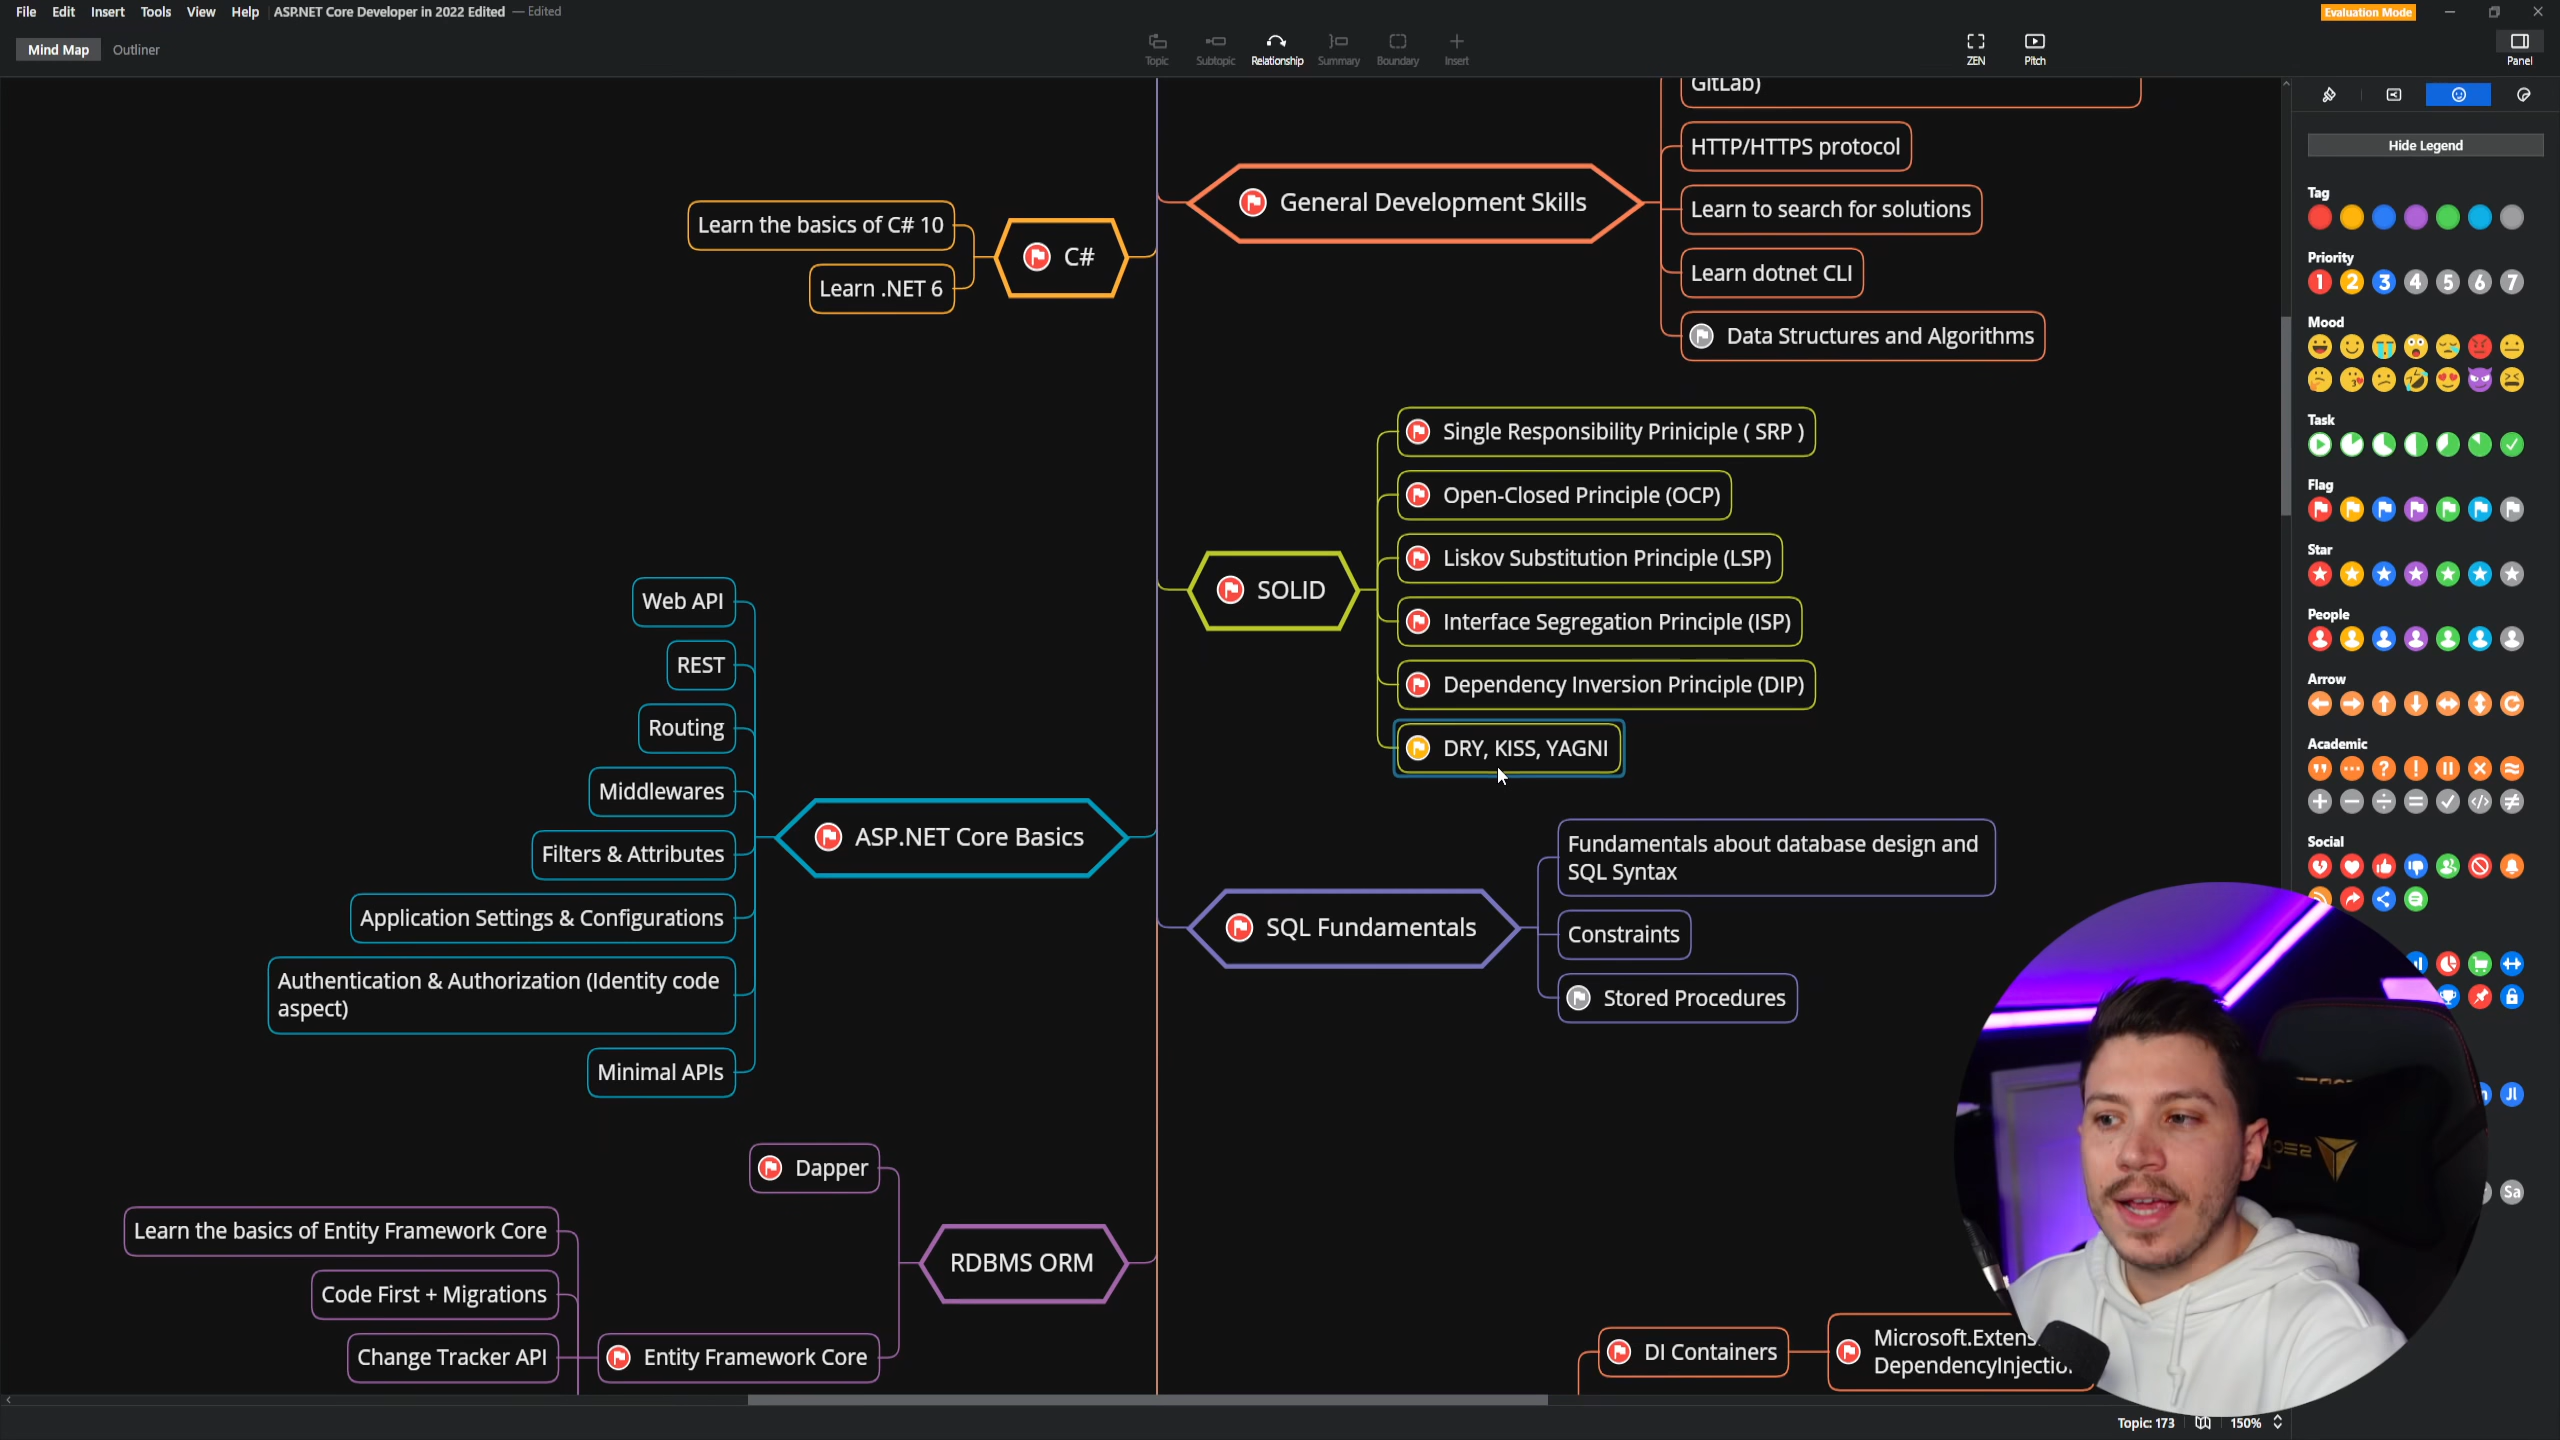 File Edit Insert Tools View Help ASP.NET Core Developer in 2022 Edited — Edited
Evaluation Mode
Mind Map Outliner
Topic Subtopic Relationship Summary Boundary Insert
ZEN Pitch
Panel
GitLab)
HTTP/HTTPS protocol
General Development Skills
Learn to search for solutions
Learn dotnet CLI
Data Structures and Algorithms
Learn the basics of C# 10
C#
Learn .NET 6
Single Responsibility Priniciple ( SRP )
Open-Closed Principle (OCP)
Liskov Substitution Principle (LSP)
SOLID
Interface Segregation Principle (ISP)
Dependency Inversion Principle (DIP)
DRY, KISS, YAGNI
Web API
REST
Routing
Middlewares
ASP.NET Core Basics
Filters & Attributes
Application Settings & Configurations
Authentication & Authorization (Identity code
aspect)
Minimal APIs
Fundamentals about database design and
SQL Syntax
SQL Fundamentals
Constraints
Stored Procedures
Dapper
RDBMS ORM
Learn the basics of Entity Framework Core
Code First + Migrations
Change Tracker API
Entity Framework Core
DI Containers
Hide Legend
Tag
Priority
1 2 3 4 5 6 7
Mood
Task
Flag
Star
People
Arrow
Academic
Social
JI
Sa
Topic: 173 150%